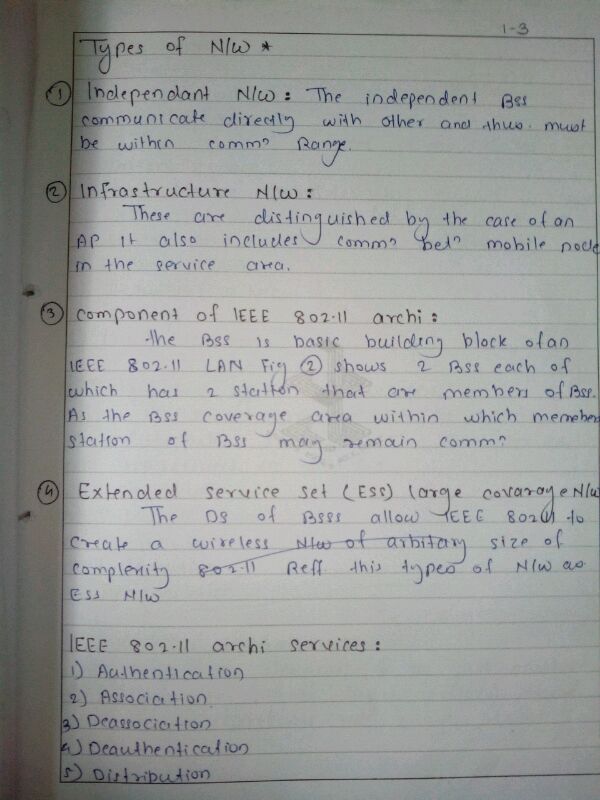 1-3
Types of N/W *
① Independant N/W : The independent Bss
communicate directly with other and thus must
be within comm? Range.
② Infrastructure N/W :
These are distinguished by the case of an
AP It also includes comm? bet? mobile node
in the service area.
③ component of IEEE 802.11 archi :
the Bss is basic building block of an
IEEE 802.11 LAN Fig ② shows 2 Bss each of
which has 2 station that are members of Bss.
As the Bss coverage area within which memeber
station of Bss may remain comm?
④ Extended service set (Ess) large covarage N/W
The Ds of Bsss allow IEEE 802.11 to
create a wireless N/W of arbitary size of
complexity 802.11 Reff this types of N/W as
ESS N/W
IEEE 802.11 archi services :
1) Authentication
2) Association
3) Deassociation
4) Deauthentication
5) Distribution